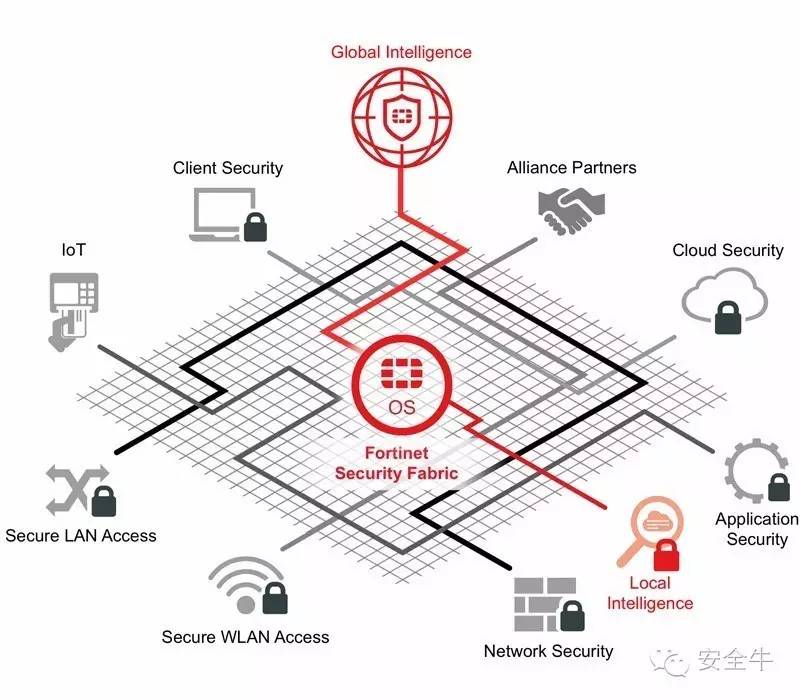 Global Intelligence
Client Security
Alliance Partners
IoT
Cloud Security
OS
Fortinet
Security Fabric
Secure LAN Access
Application
Security
Local
Intelligence
Secure WLAN Access
Network Security
安全牛